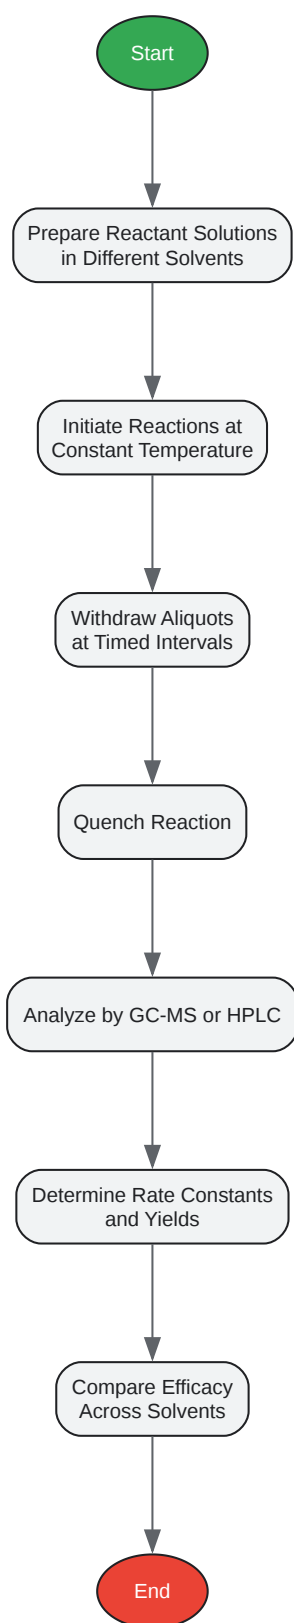 Start
Prepare Reactant Solutions
in Different Solvents
Initiate Reactions at
Constant Temperature
Withdraw Aliquots
at Timed Intervals
Quench Reaction
Analyze by GC-MS or HPLC
Determine Rate Constants
and Yields
Compare Efficacy
Across Solvents
End